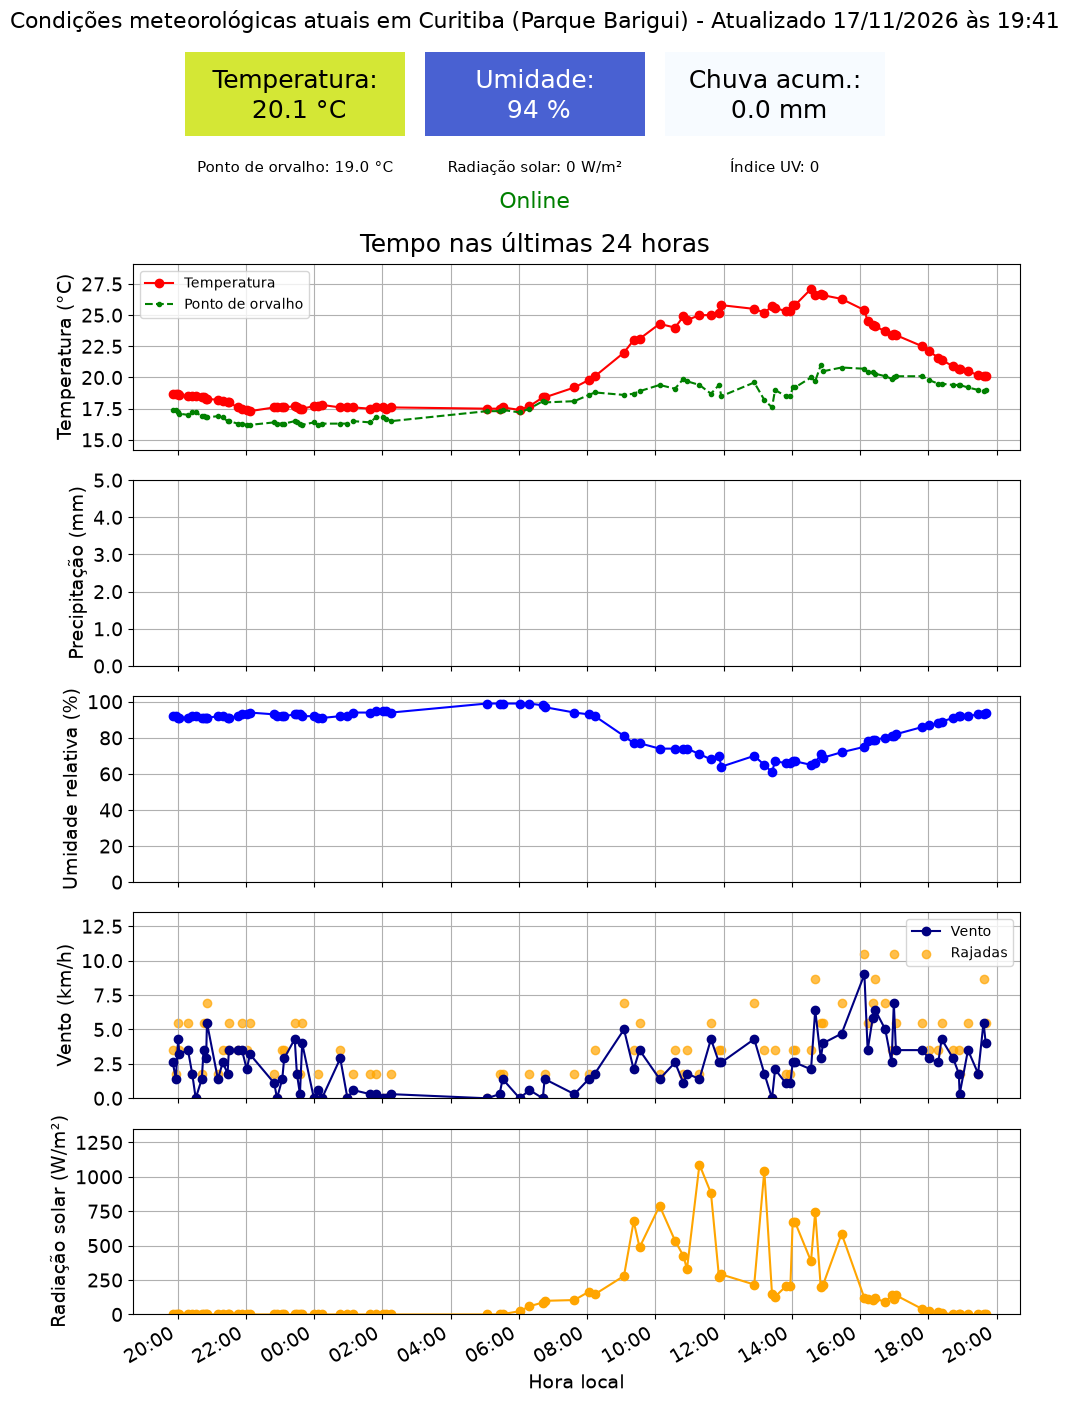 Condições meteorológicas atuais em Curitiba (Parque Barigui) - Atualizado 17/11/2026 às 19:41
Temperatura:
20.1 °C
Umidade:
94 %
Chuva acum.:
0.0 mm
Ponto de orvalho: 19.0 °C
Radiação solar: 0 W/m²
Índice UV: 0
Online
Tempo nas últimas 24 horas
Temperatura (°C)
27.5
25.0
22.5
20.0
17.5
15.0
Temperatura
Ponto de orvalho
Precipitação (mm)
5.0
4.0
3.0
2.0
1.0
0.0
Umidade relativa (%)
100
80
60
40
20
0
Vento (km/h)
12.5
10.0
7.5
5.0
2.5
0.0
Vento
Rajadas
Radiação solar (W/m²)
1250
1000
750
500
250
0
20:00
22:00
00:00
02:00
04:00
06:00
08:00
10:00
12:00
14:00
16:00
18:00
20:00
Hora local